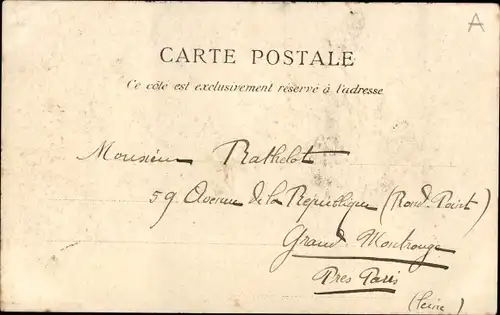 A
CARTE POSTALE
Ce côté est exclusivement réservé à l'adresse
Monsieur Rathelot
59 Avenue de la République (Rond. Point)
Grand Montrouge
Près Paris
(Seine)